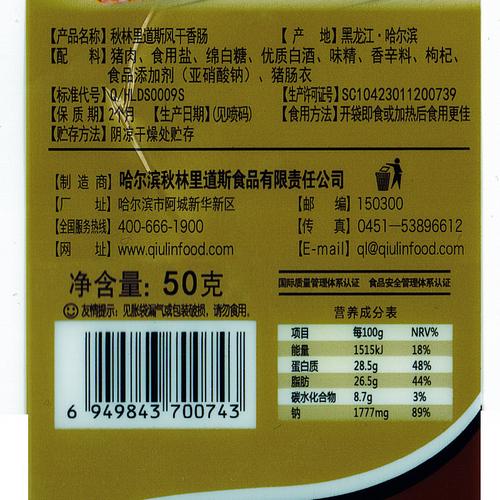 【产品名称】秋林里道斯风干香肠 【产 地】黑龙江·哈尔滨
【配 料】猪肉、食用盐、绵白糖、优质白酒、味精、香辛料、枸杞、
食品添加剂（亚硝酸钠）、猪肠衣
【标准代号】Q/HLDS0009S 【生产许可证号】SC10423011200739
【保 质 期】2个月 【生产日期】(见喷码) 【食用方法】开袋即食或加热后食用更佳
【贮存方法】阴凉干燥处贮存
【制 造 商】哈尔滨秋林里道斯食品有限责任公司
【厂 址】哈尔滨市阿城新华新区 【邮 编】150300
【全国服务热线】400-666-1900 【传 真】0451—53896612
【网 址】www.qiulinfood.com 【E-mail】ql@qiulinfood.com
净含量: 50克 国际质量管理体系认证 食品安全管理体系认证
友情提示: 见胀袋漏气或包装破损, 请勿食用。
营养成分表
项目 每100g NRV%
能量 1515kJ 18%
蛋白质 28.5g 48%
脂肪 26.5g 44%
碳水化合物 8.7g 3%
钠 1777mg 89%
6 949843 700743